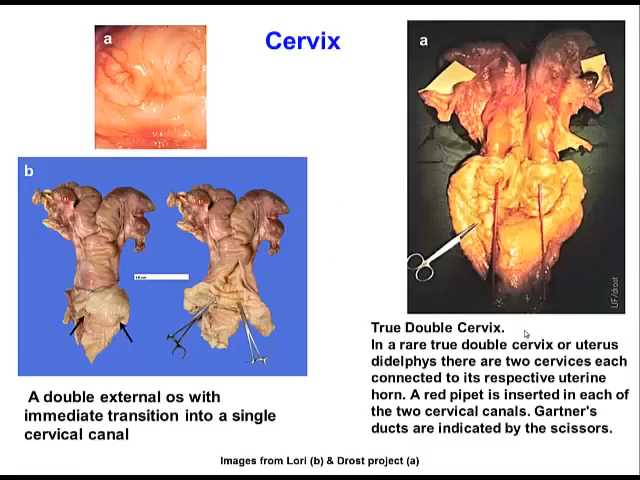 Cervix
a
b
10 cm
A double external os with
immediate transition into a single
cervical canal
a
UF/drost
True Double Cervix.
In a rare true double cervix or uterus
didelphys there are two cervices each
connected to its respective uterine
horn. A red pipet is inserted in each of
the two cervical canals. Gartner's
ducts are indicated by the scissors.
Images from Lori (b) & Drost project (a)